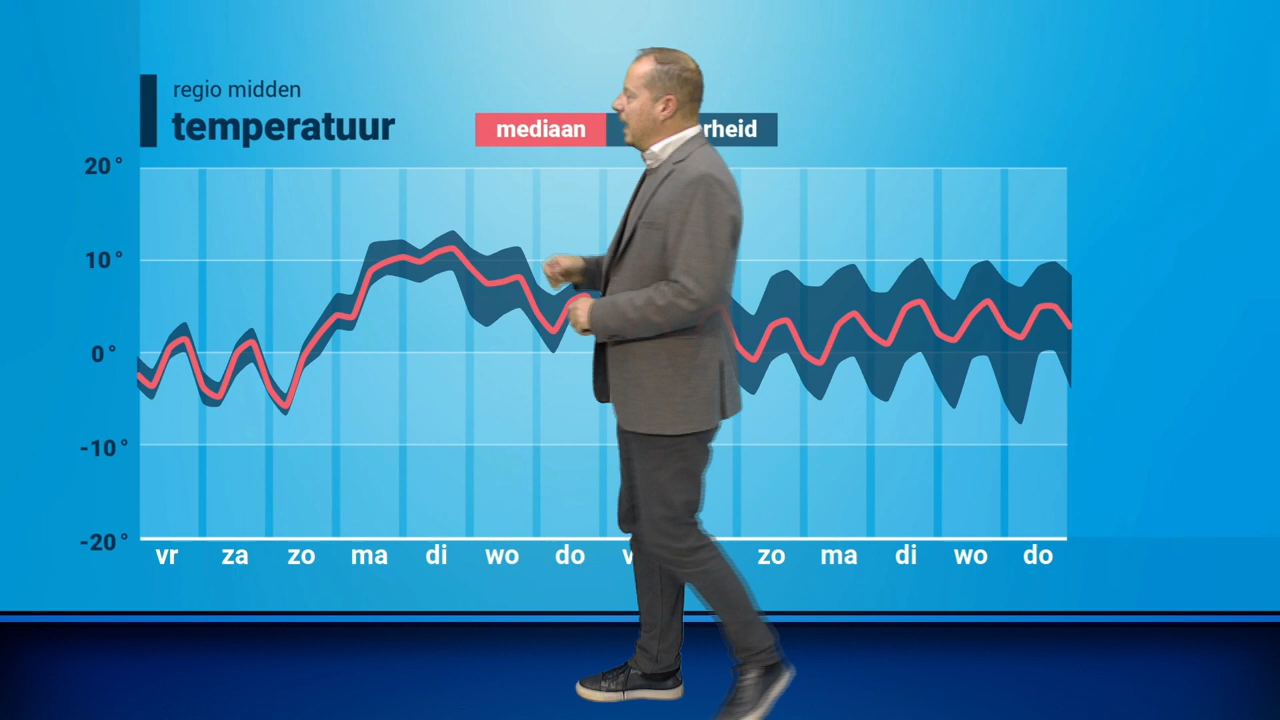 regio midden
temperatuur
mediaan rheid
20°
10°
0°
-10°
-20°
vr za zo ma di wo do zo ma di wo do